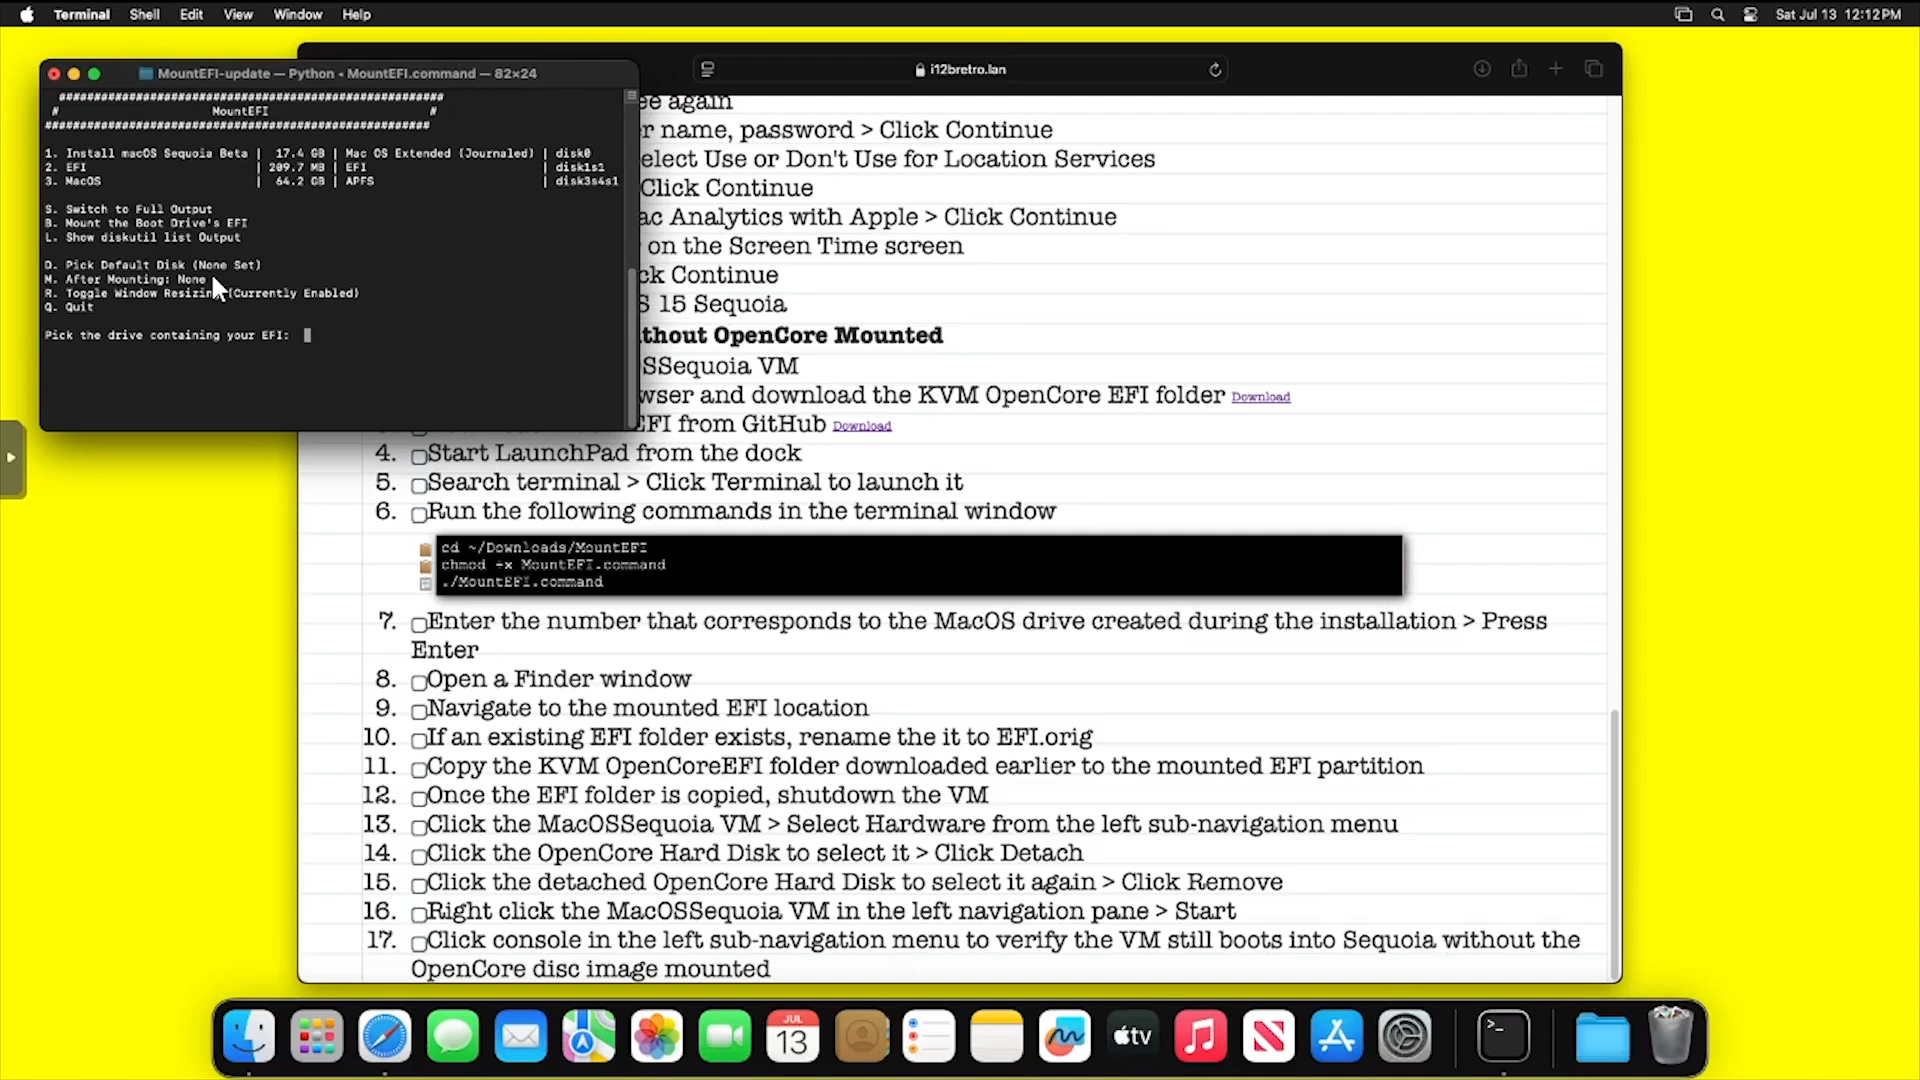 Terminal Shell Edit View Window Help
Sat Jul 13 12:12 PM
MountEFI-update — Python • MountEFI.command — 82×24
i12bretro.lan
#######################################################
# MountEFI #
#######################################################
1. Install macOS Sequoia Beta | 17.4 GB | Mac OS Extended (Journaled) | disk0
2. EFI | 209.7 MB | EFI | disk1s1
3. MacOS | 64.2 GB | APFS | disk3s4s1
S. Switch to Full Output
B. Mount the Boot Drive's EFI
L. Show diskutil list Output
D. Pick Default Disk (None Set)
M. After Mounting: None
R. Toggle Window Resizing (Currently Enabled)
Q. Quit
Pick the drive containing your EFI:
ee again
r name, password > Click Continue
elect Use or Don't Use for Location Services
Click Continue
ac Analytics with Apple > Click Continue
on the Screen Time screen
ck Continue
S 15 Sequoia
thout OpenCore Mounted
SSequoia VM
wser and download the KVM OpenCore EFI folder Download
EFI from GitHub Download
4. Start LaunchPad from the dock
5. Search terminal > Click Terminal to launch it
6. Run the following commands in the terminal window
cd ~/Downloads/MountEFI
chmod +x MountEFI.command
./MountEFI.command
7. Enter the number that corresponds to the MacOS drive created during the installation > Press
Enter
8. Open a Finder window
9. Navigate to the mounted EFI location
10. If an existing EFI folder exists, rename the it to EFI.orig
11. Copy the KVM OpenCoreEFI folder downloaded earlier to the mounted EFI partition
12. Once the EFI folder is copied, shutdown the VM
13. Click the MacOSSequoia VM > Select Hardware from the left sub-navigation menu
14. Click the OpenCore Hard Disk to select it > Click Detach
15. Click the detached OpenCore Hard Disk to select it again > Click Remove
16. Right click the MacOSSequoia VM in the left navigation pane > Start
17. Click console in the left sub-navigation menu to verify the VM still boots into Sequoia without the
OpenCore disc image mounted
JUL
13
tv